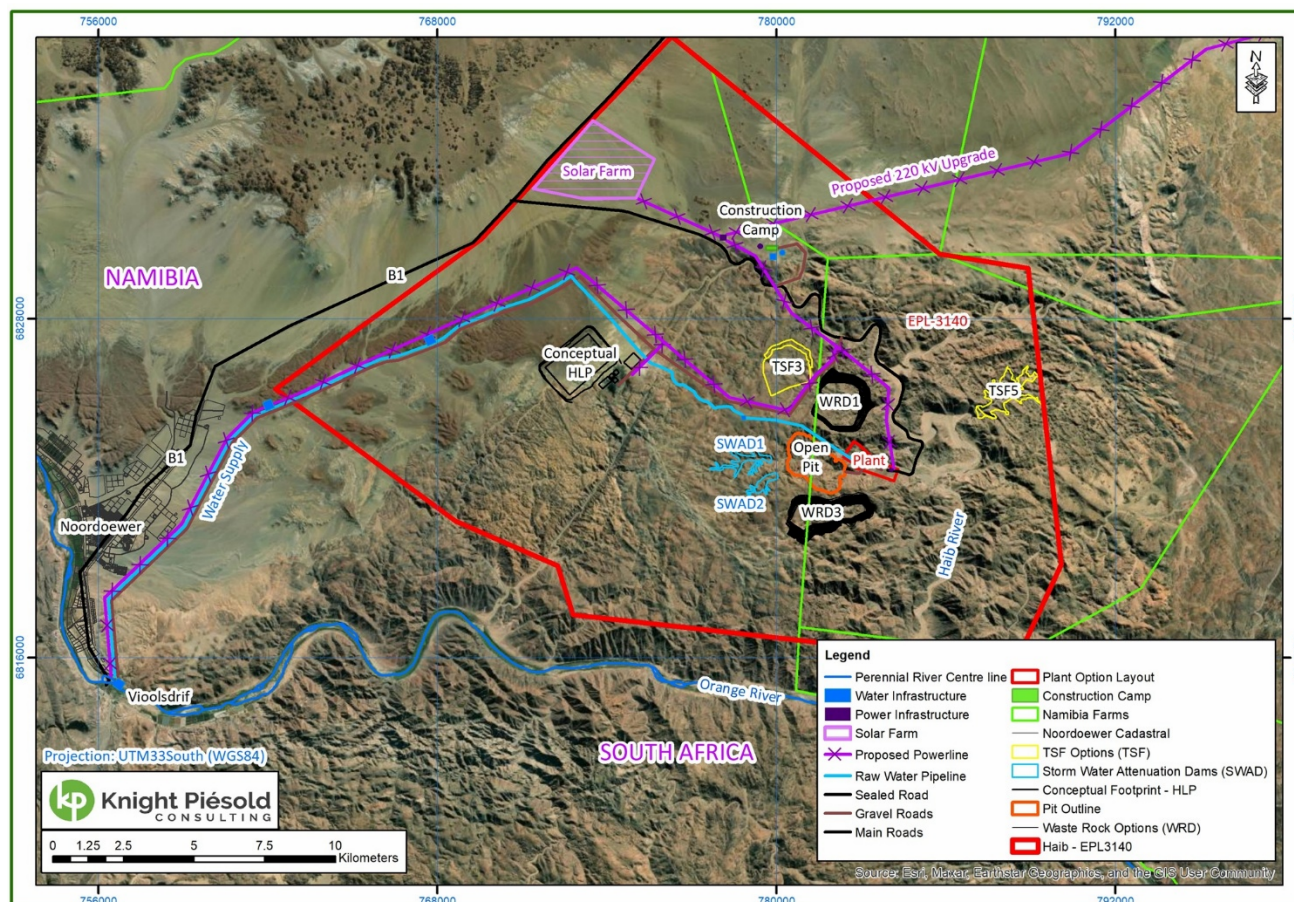 756000
768000
780000
792000
N
Proposed 220 kV Upgrade
Solar Farm
Construction
Camp
B1
NAMIBIA
6828000
6828000
EPL-3140
Conceptual
HLP
TSF3
TSF5
WRD1
B1
Water Supply
SWAD1
Open
Pit
Plant
SWAD2
WRD3
Noordoewer
Haib River
6816000
6816000
Vioolsdrif
Orange River
SOUTH AFRICA
Projection: UTM33South (WGS84)
kp Knight Piésold
CONSULTING
0 1.25 2.5 5 7.5 10
Kilometers
Legend
Perennial River Centre line
Water Infrastructure
Power Infrastructure
Solar Farm
Proposed Powerline
Raw Water Pipeline
Sealed Road
Gravel Roads
Main Roads
Plant Option Layout
Construction Camp
Namibia Farms
Noordoewer Cadastral
TSF Options (TSF)
Storm Water Attenuation Dams (SWAD)
Conceptual Footprint - HLP
Pit Outline
Waste Rock Options (WRD)
Haib - EPL3140
Source: Esri, Maxar, Earthstar Geographics, and the GIS User Community
756000
768000
780000
792000